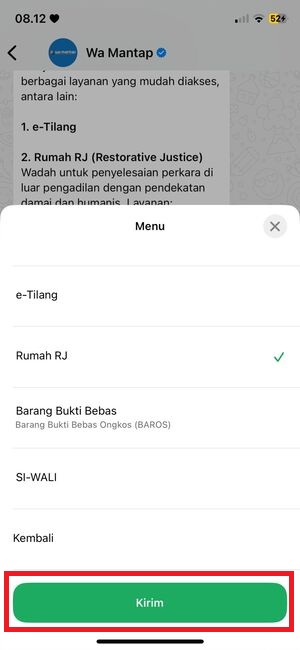 08.12
52
Wa Mantap
WA MANTAP
berbagai layanan yang mudah diakses,
antara lain:
1. e-Tilang
2. Rumah RJ (Restorative Justice)
Wadah untuk penyelesaian perkara di
luar pengadilan dengan pendekatan
damai dan humanis. Layanan:
Menu
e-Tilang
Rumah RJ
Barang Bukti Bebas
Barang Bukti Bebas Ongkos (BAROS)
SI-WALI
Kembali
Kirim